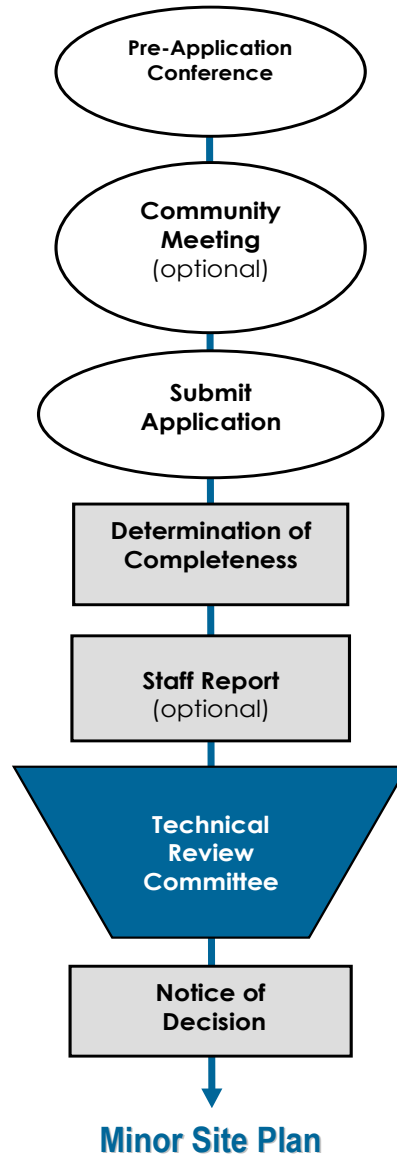 Pre-Application
Conference
Community
Meeting
(optional)
Submit
Application
Determination of
Completeness
Staff Report
(optional)
Technical
Review
Committee
Notice of
Decision
Minor Site Plan